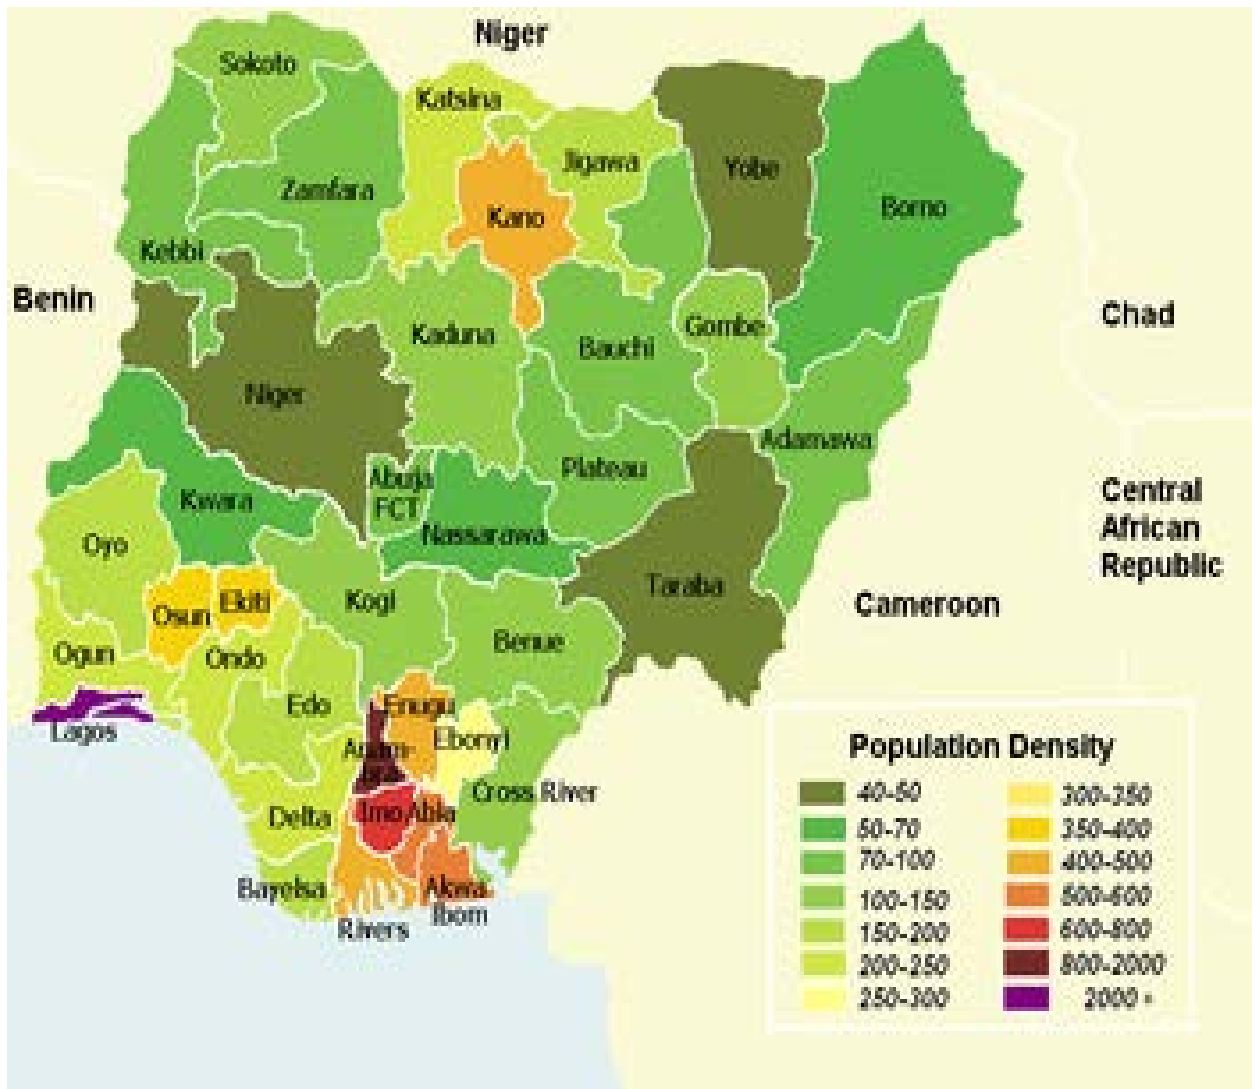 Niger
Sokoto
Katsina
Jigawa
Yobe
Zamfara
Kano
Borno
Kebbi
Benin
Chad
Kaduna
Gombe
Bauchi
Niger
Adamawa
Plateau
Abuja
FCT
Kwara
Nassarawa
Central
African
Republic
Oyo
Taraba
Cameroon
Osun
Ekiti
Kogi
Benue
Ogun
Ondo
Edo
Enugu
Lagos
Anam-
bra
Ebonyi
Cross River
Imo
Abia
Delta
Bayelsa
Akwa
Ibom
Rivers
Population Density
40-50
50-70
70-100
100-150
150-200
200-250
250-300
300-350
350-400
400-500
500-600
600-800
800-2000
2000 +